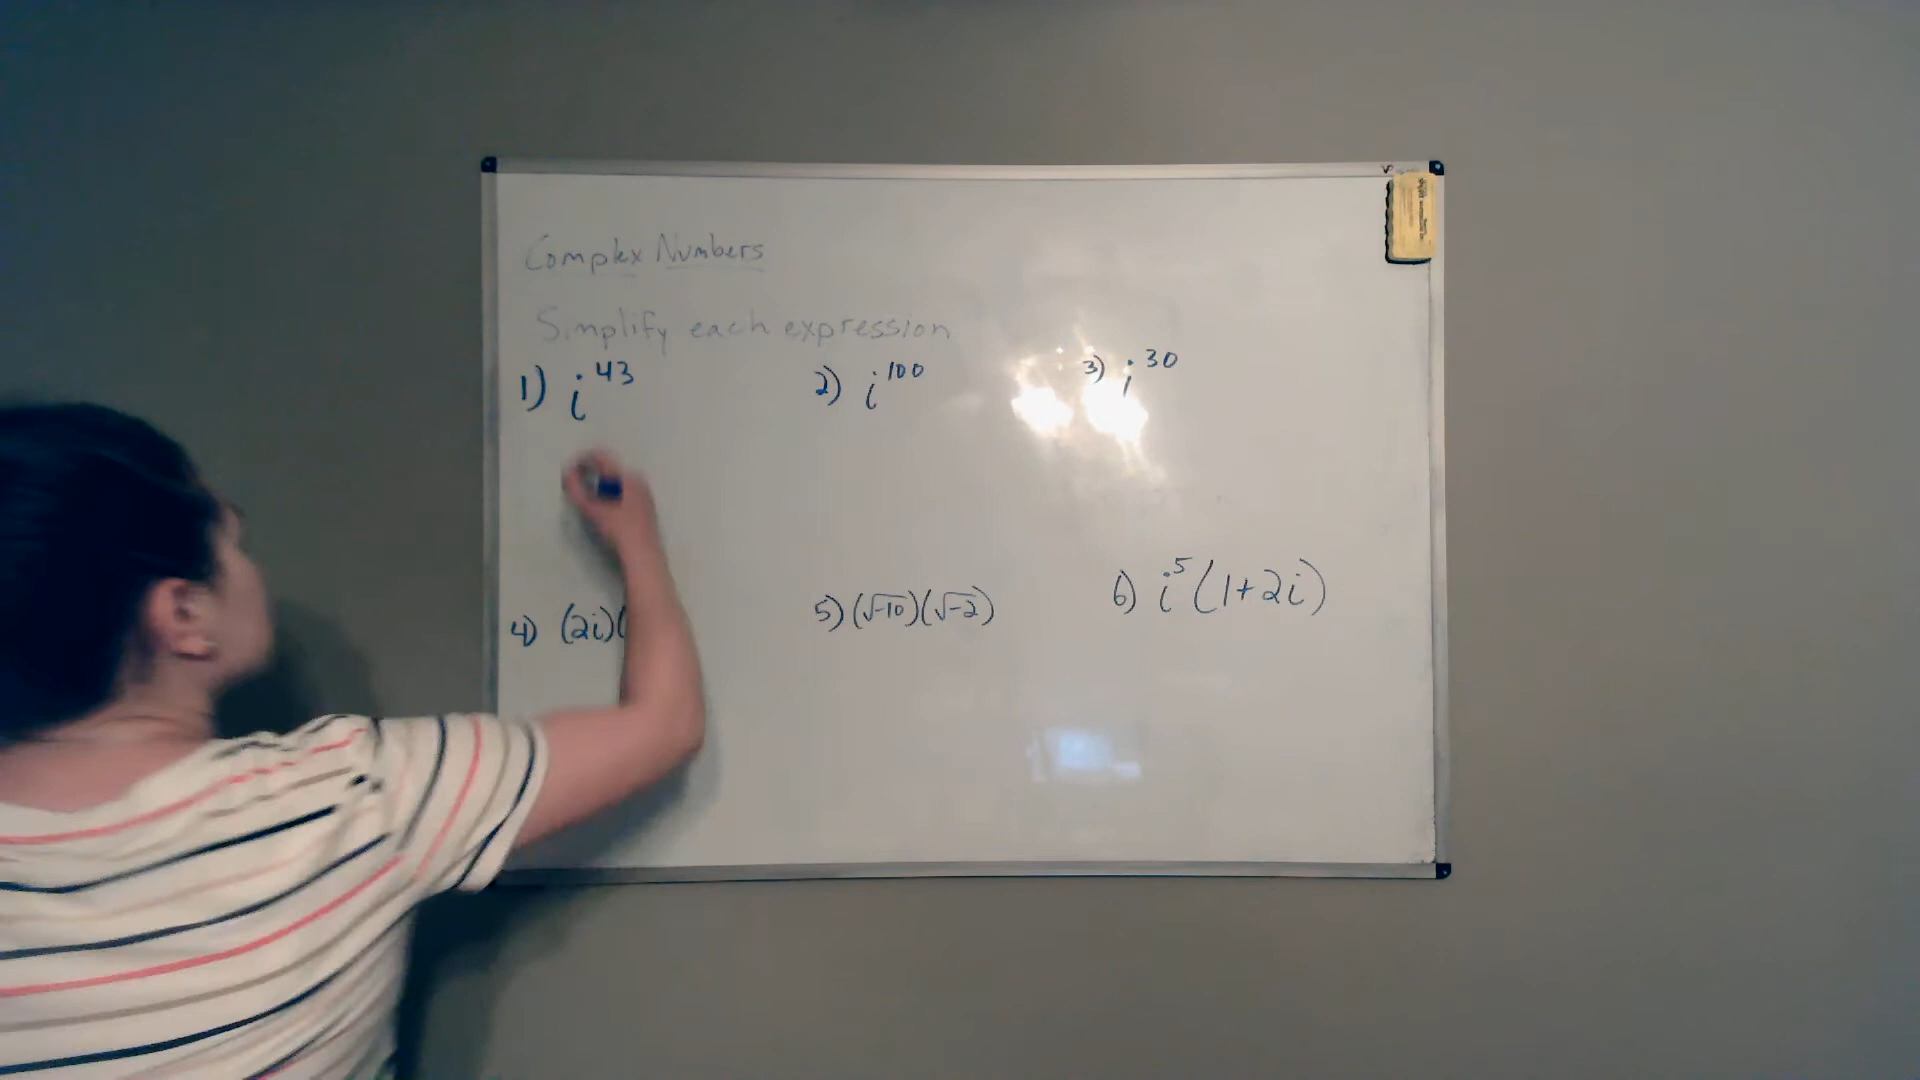 Complex Numbers
Simplify each expression
1) i^43 2) i^100 3) i^30
4) (2i)( 5) (√-10)(√-2) 6) i^5(1+2i)